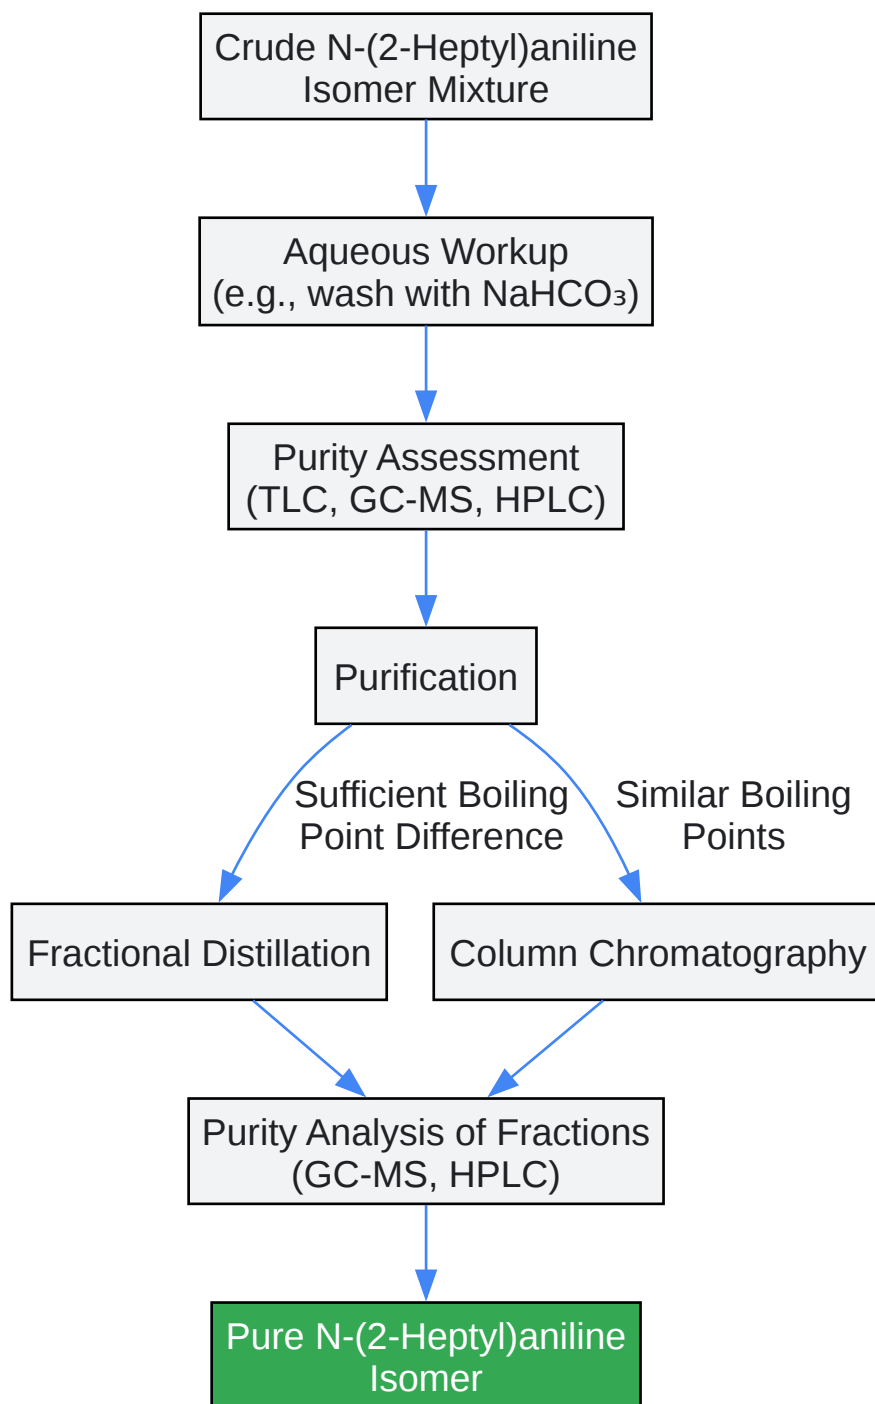 Crude N-(2-Heptyl)aniline
Isomer Mixture
Aqueous Workup
(e.g., wash with NaHCO₃)
Purity Assessment
(TLC, GC-MS, HPLC)
Purification
Sufficient Boiling
Point Difference
Similar Boiling
Points
Fractional Distillation
Column Chromatography
Purity Analysis of Fractions
(GC-MS, HPLC)
Pure N-(2-Heptyl)aniline
Isomer